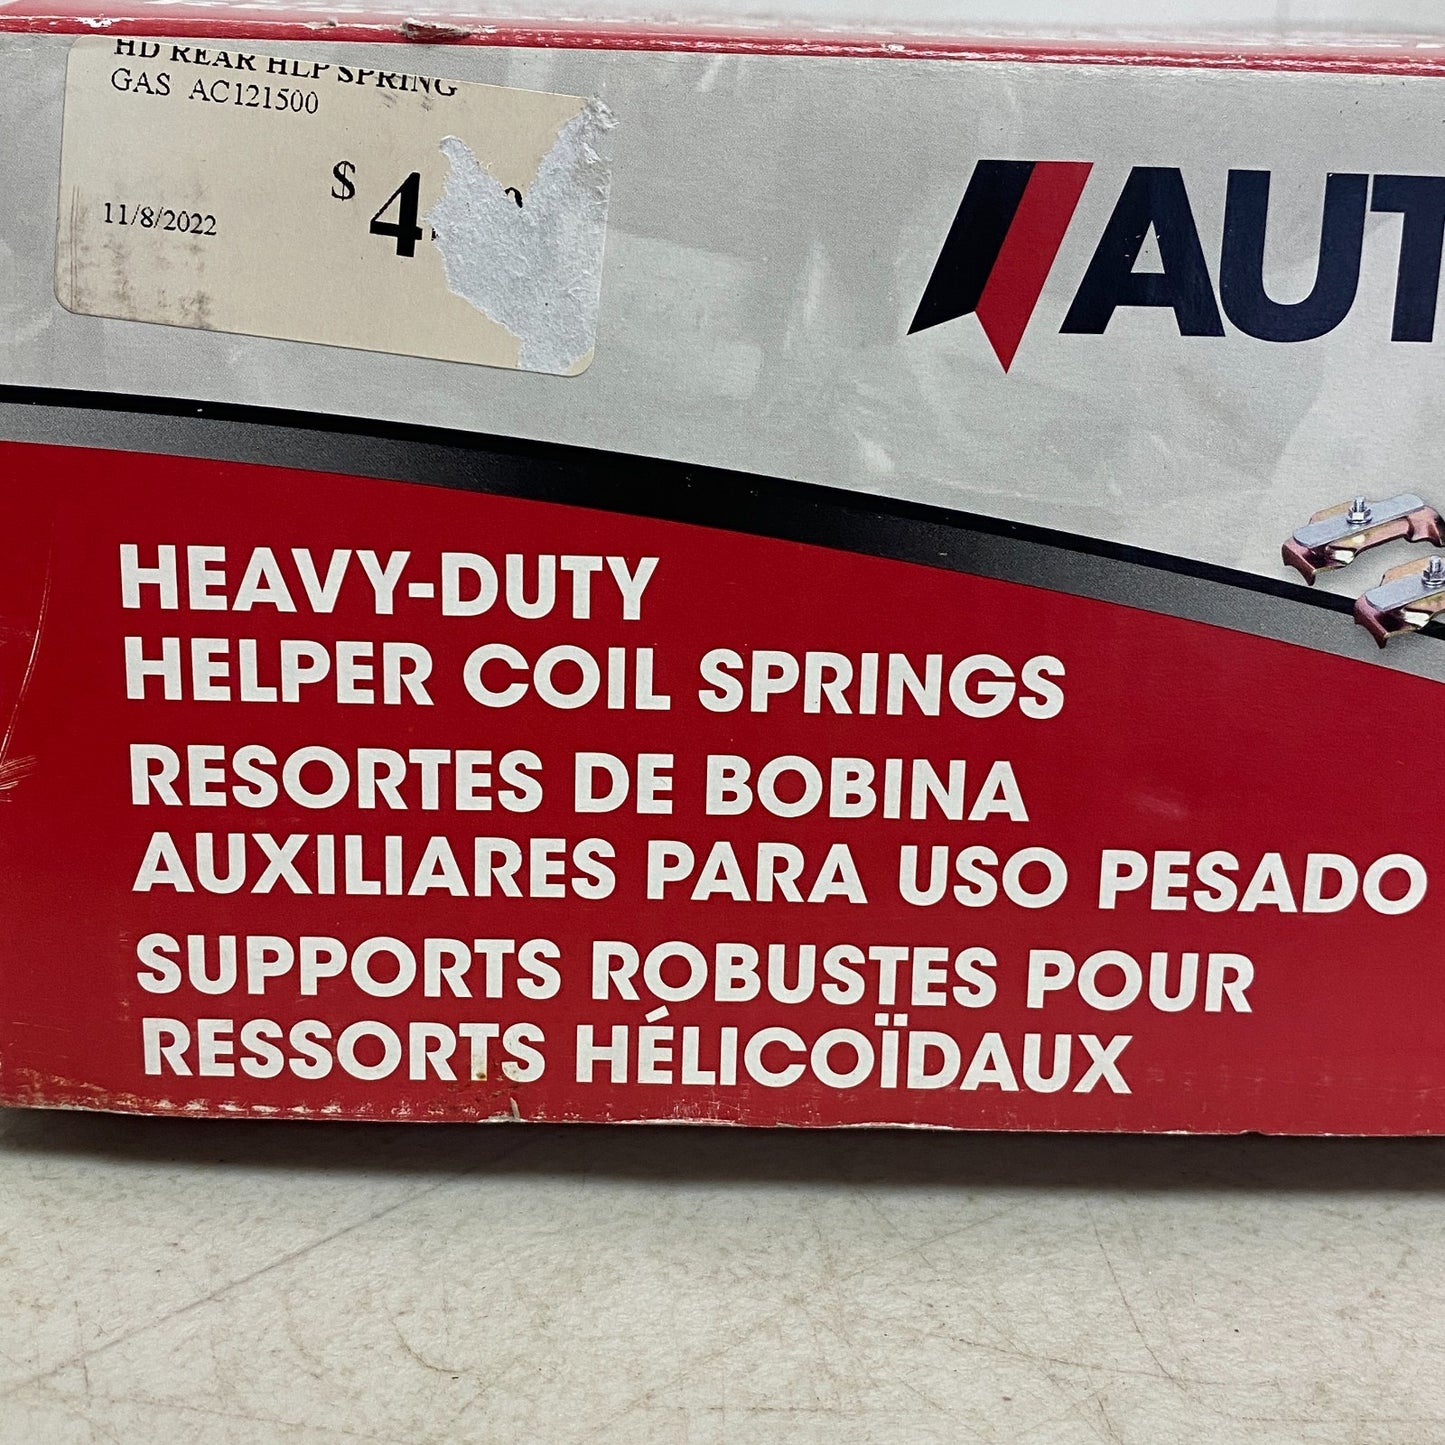 HD REAR HLP SPRING
GAS AC121500
$ 4
11/8/2022
AUT
HEAVY-DUTY
HELPER COIL SPRINGS
RESORTES DE BOBINA
AUXILIARES PARA USO PESADO
SUPPORTS ROBUSTES POUR
RESSORTS HÉLICOÏDAUX